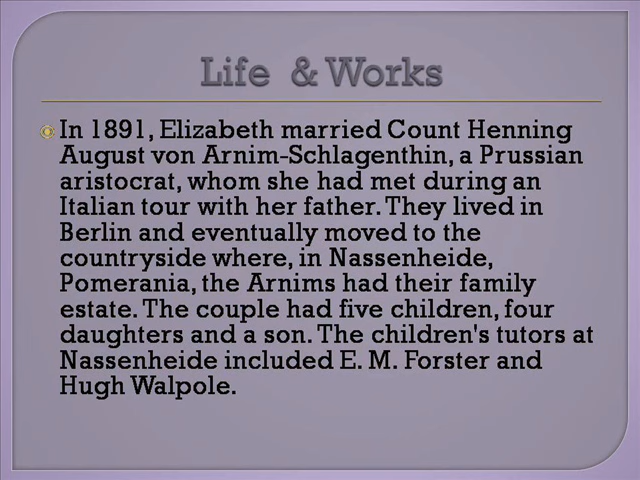 Life & Works
In 1891, Elizabeth married Count Henning
August von Arnim-Schlagenthin, a Prussian
aristocrat, whom she had met during an
Italian tour with her father. They lived in
Berlin and eventually moved to the
countryside where, in Nassenheide,
Pomerania, the Arnims had their family
estate. The couple had five children, four
daughters and a son. The children's tutors at
Nassenheide included E. M. Forster and
Hugh Walpole.